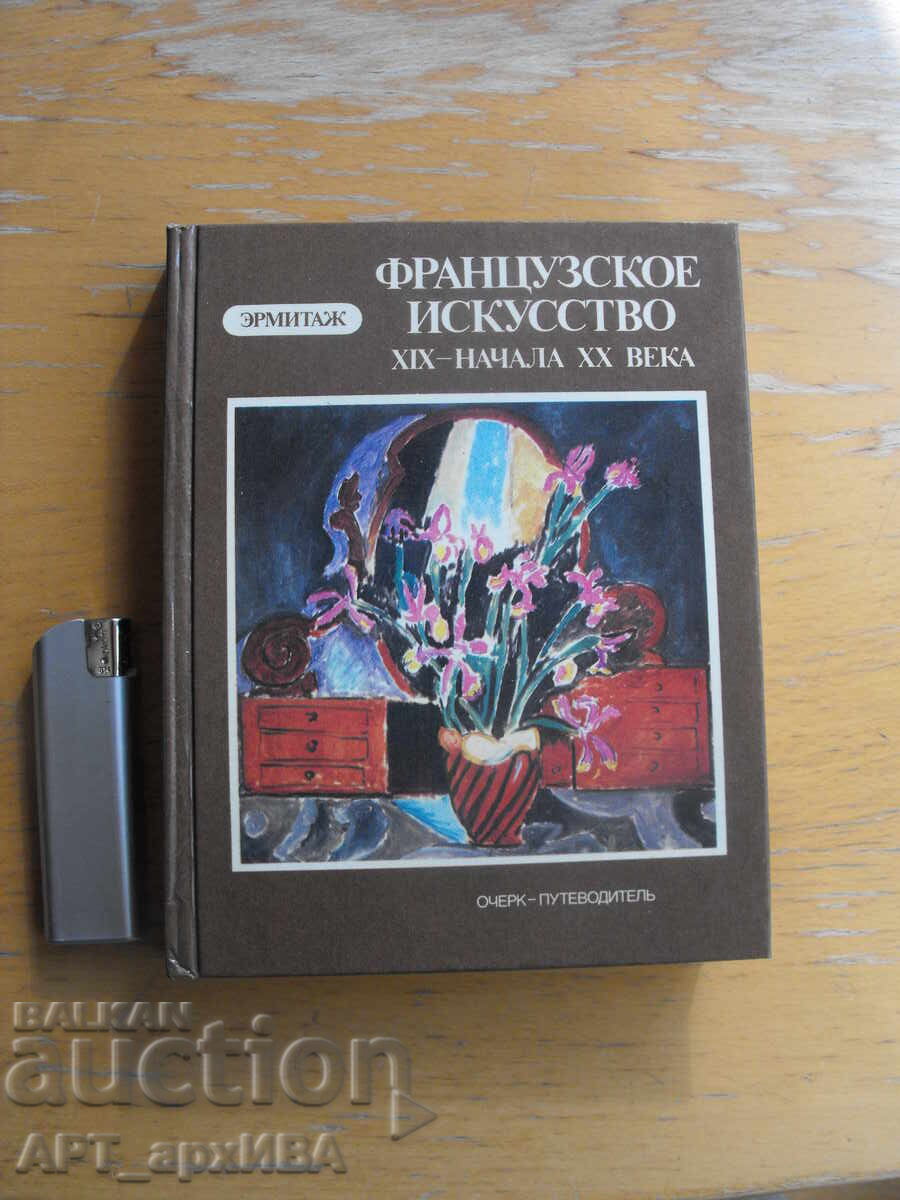 ФРАНЦУЗСКОЕ
ИСКУССТВО
XIX–НАЧАЛА XX ВЕКА
ЭРМИТАЖ
ОЧЕРК–ПУТЕВОДИТЕЛЬ
BALKAN
auction
АРТ_архИВА